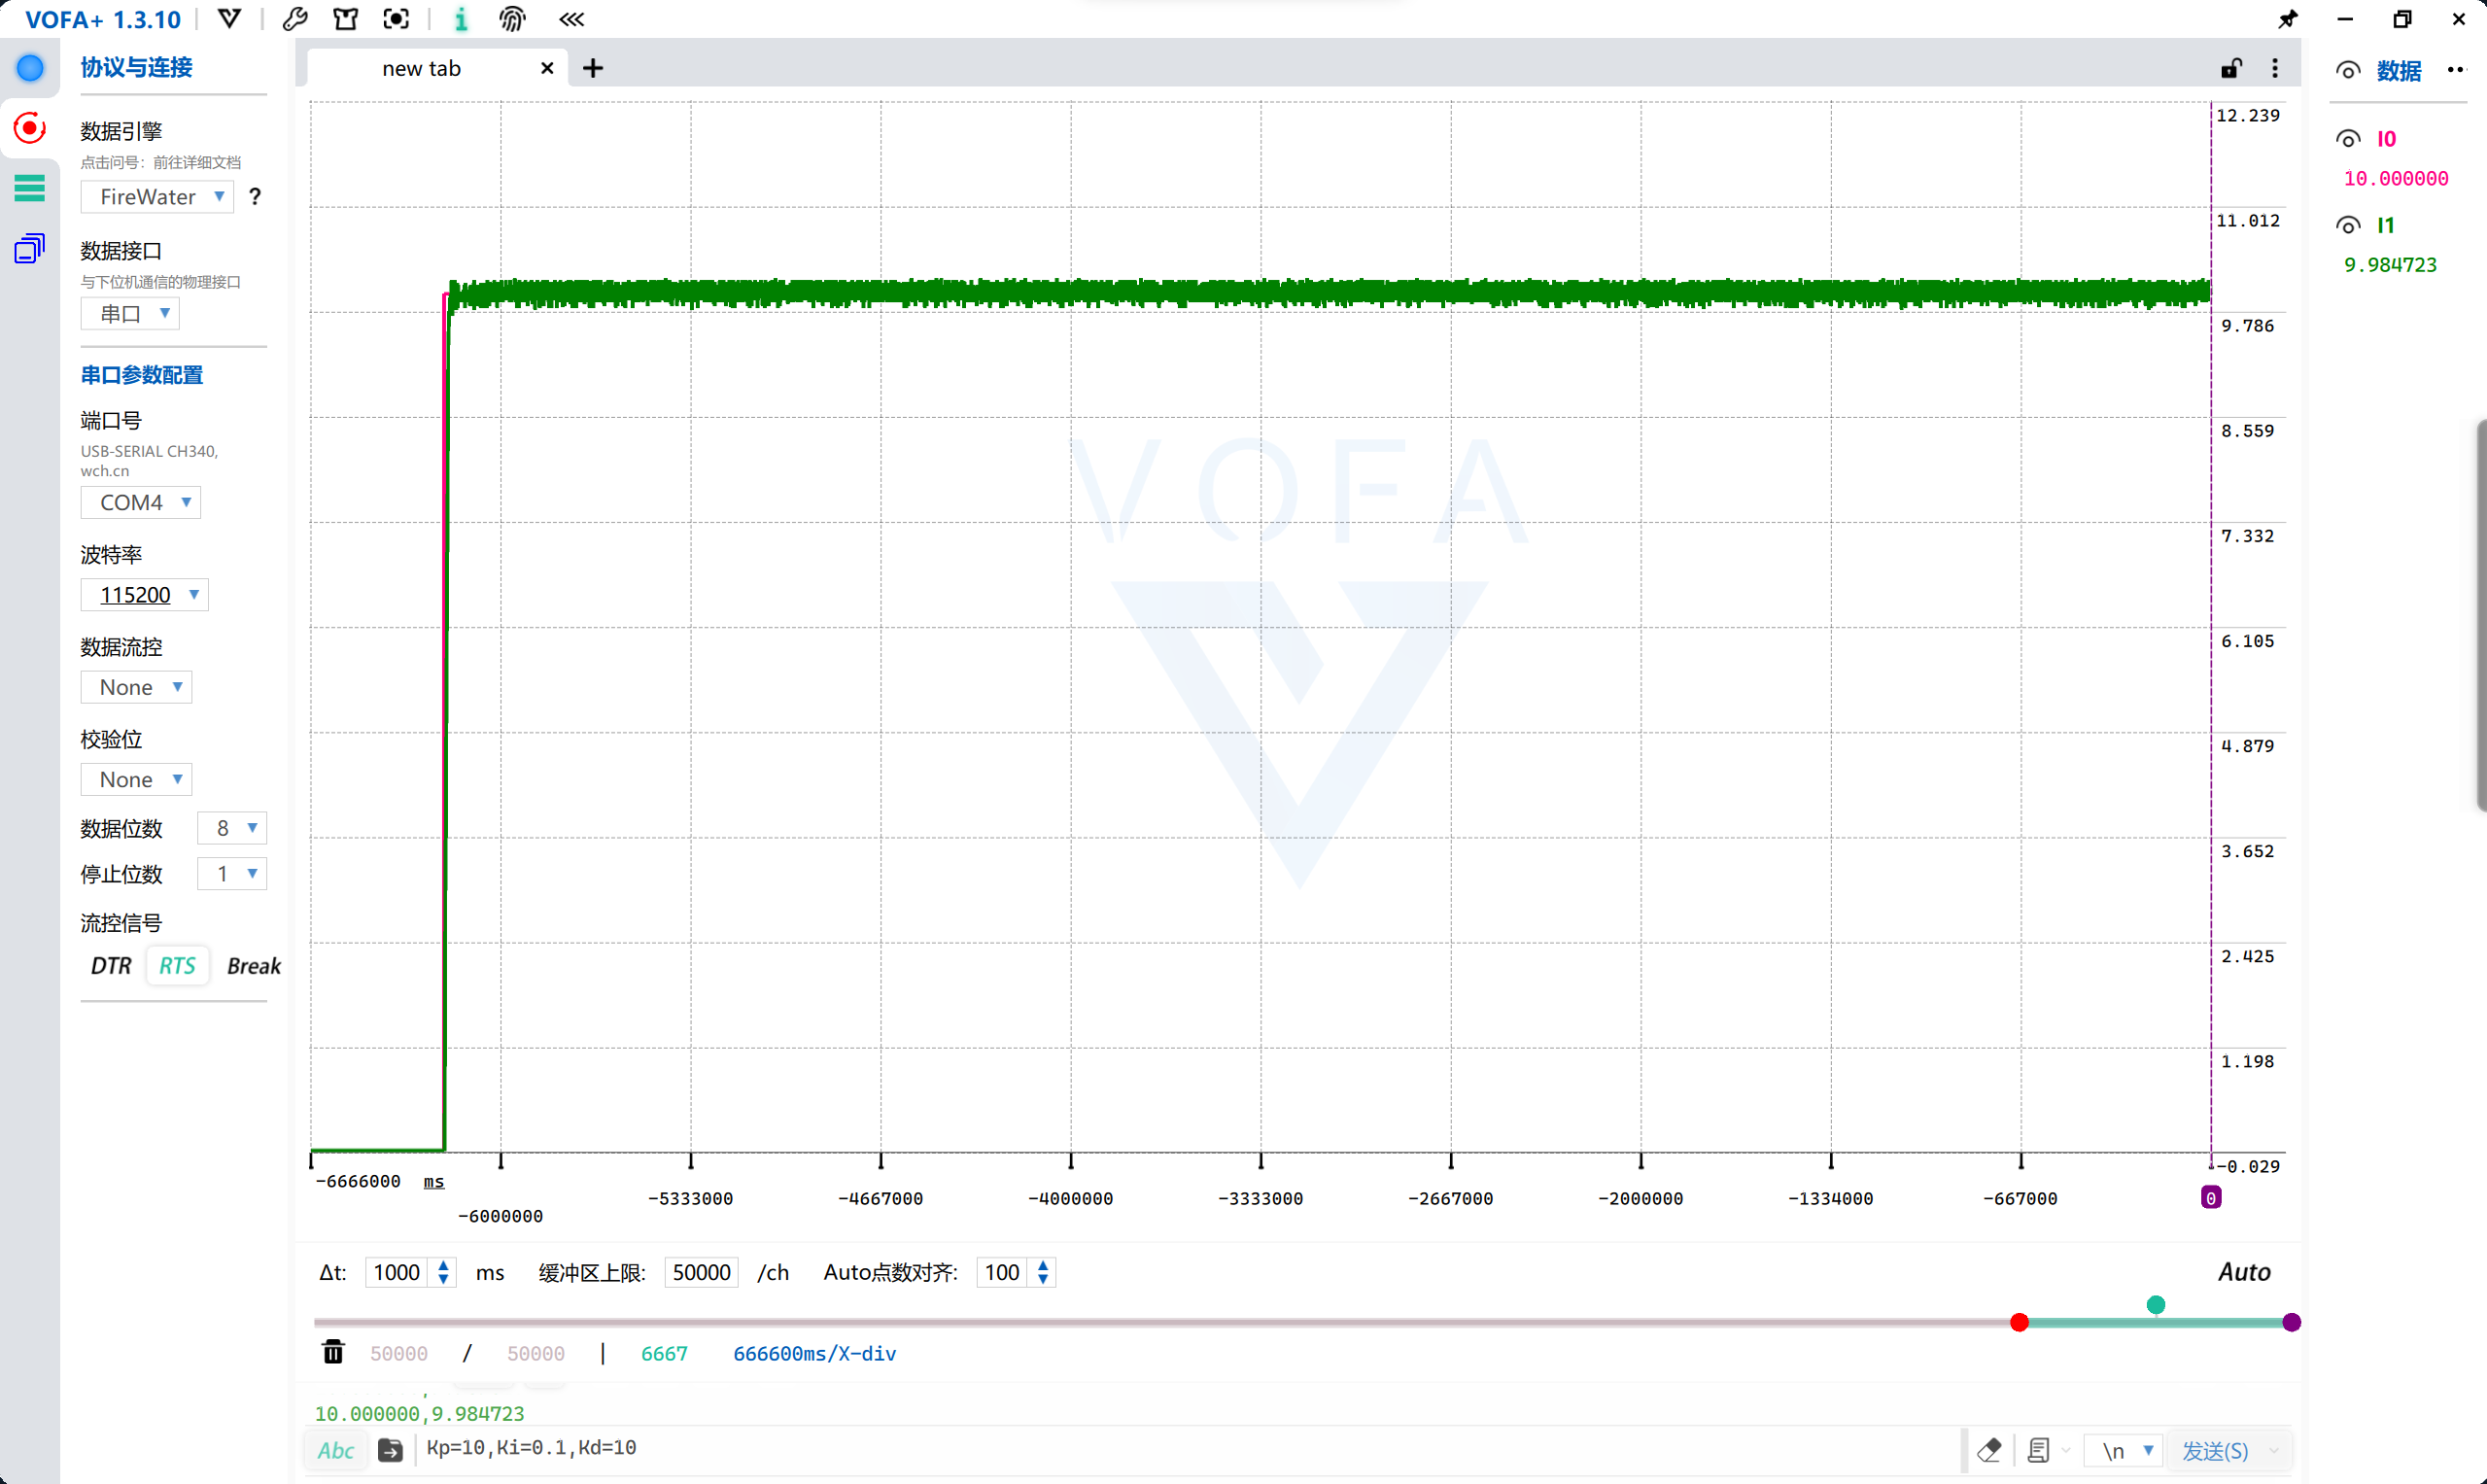 VOFA+ 1.3.10
协议与连接
数据引擎
点击问号：前往详细文档
FireWater ?
数据接口
与下位机通信的物理接口
串口
串口参数配置
端口号
USB-SERIAL CH340,
wch.cn
COM4
波特率
115200
数据流控
None
校验位
None
数据位数 8
停止位数 1
流控信号
DTR RTS Break
new tab
12.239
11.012
9.786
8.559
7.332
6.105
4.879
3.652
2.425
1.198
-0.029
VOFA
-6666000 ms
-6000000
-5333000
-4667000
-4000000
-3333000
-2667000
-2000000
-1334000
-667000
0
Δt: 1000 ms 缓冲区上限: 50000 /ch Auto点数对齐: 100 Auto
50000 / 50000 | 6667 666600ms/X-div
10.000000,9.984723
Abc Kp=10,Ki=0.1,Kd=10 \n 发送(S)
数据
I0
10.000000
I1
9.984723